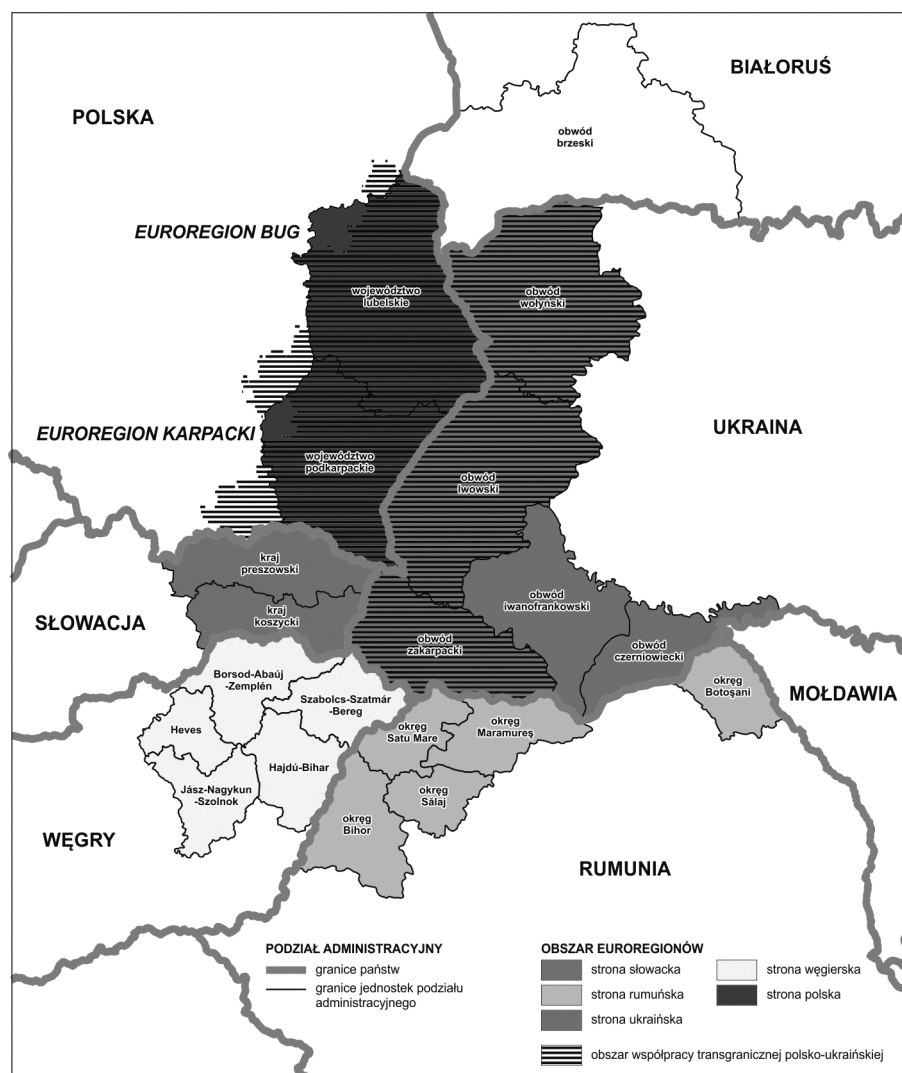 BIAŁORUŚ
POLSKA
obwód
brzeski
EUROREGION BUG
województwo
lubelskie
obwód
wołyński
EUROREGION KARPACKI
UKRAINA
województwo
podkarpackie
obwód
lwowski
kraj
preszowski
obwód
iwanofrankowski
kraj
koszycki
SŁOWACJA
obwód
zakarpacki
obwód
czerniowiecki
Borsod-Abaúj
-Zemplén
okręg
Botoşani
MOŁDAWIA
Szabolcs-Szatmár
-Bereg
okręg
Satu Mare
okręg
Maramureş
Heves
Hajdú-Bihar
Jász-Nagykun
-Szolnok
okręg
Sălaj
okręg
Bihor
WĘGRY
RUMUNIA
PODZIAŁ ADMINISTRACYJNY
granice państw
granice jednostek podziału
administracyjnego
OBSZAR EUROREGIONÓW
strona słowacka
strona węgierska
strona rumuńska
strona polska
strona ukraińska
obszar współpracy transgranicznej polsko-ukraińskiej